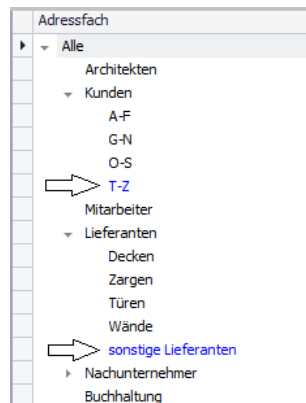 Adressfach
Alle
Architekten
Kunden
A-F
G-N
O-S
T-Z
Mitarbeiter
Lieferanten
Decken
Zargen
Türen
Wände
sonstige Lieferanten
Nachunternehmer
Buchhaltung